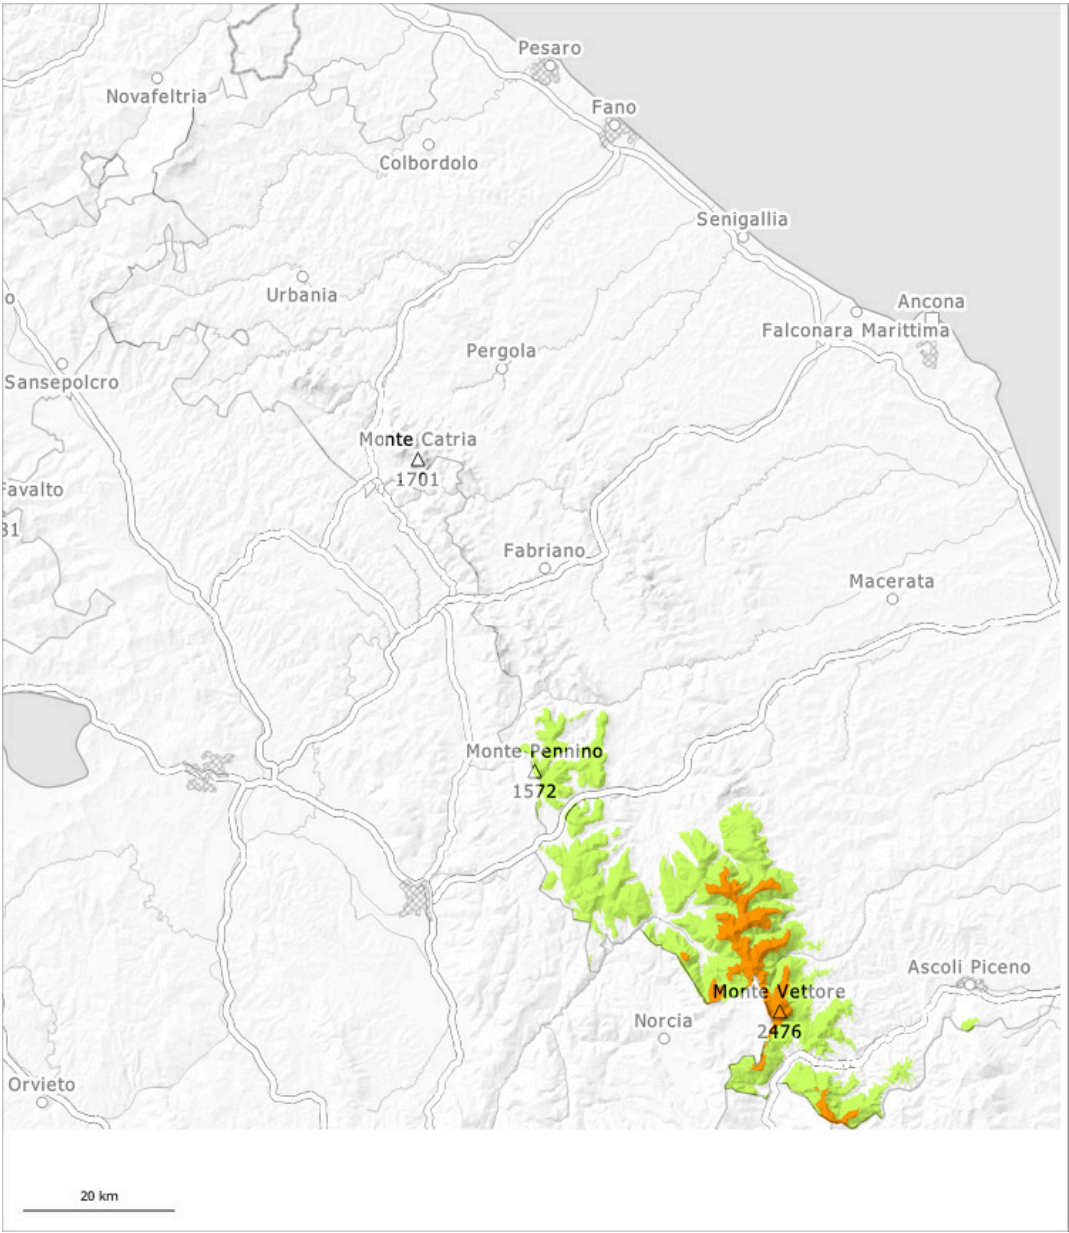 Pesaro
Novafeltria
Fano
Colbordolo
Senigallia
Urbania
Ancona
Falconara Marittima
o
Pergola
Sansepolcro
Monte Catria
1701
Favalto
31
Fabriano
Macerata
Monte Pennino
1572
Ascoli Piceno
Monte Vettore
Norcia
2476
Orvieto
20 km